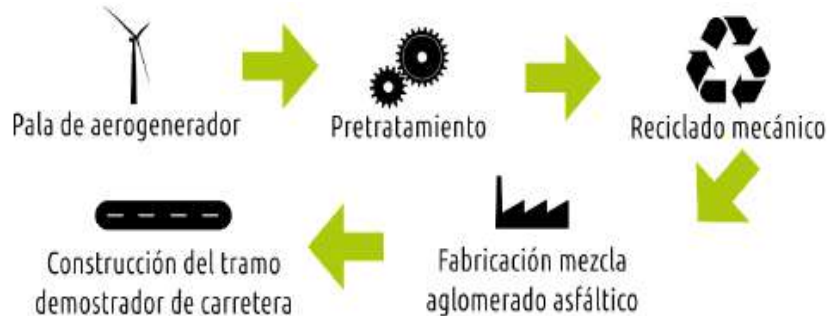 Pala de aerogenerador
Pretratamiento
Reciclado mecánico
Construcción del tramo
demostrador de carretera
Fabricación mezcla
aglomerado asfáltico